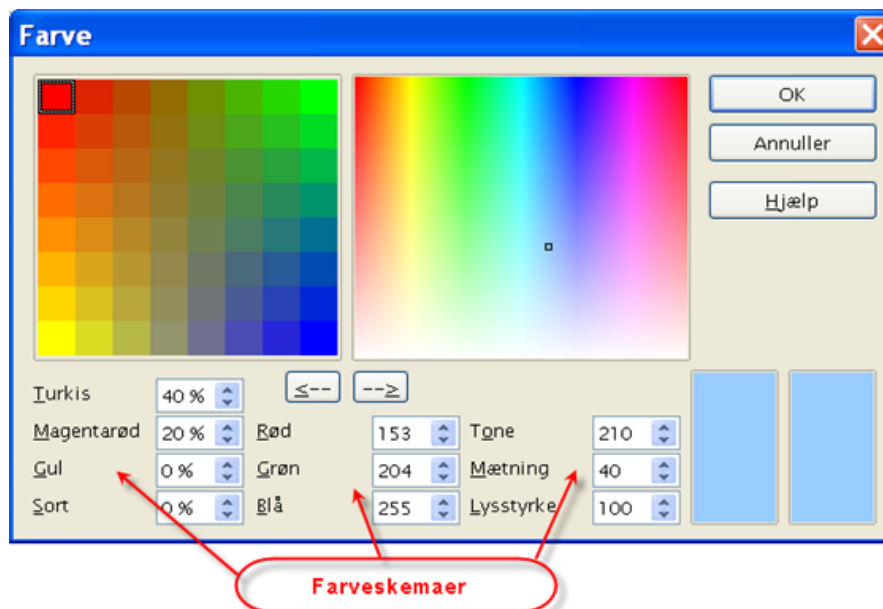 Farve
OK
Annuller
Hjælp
<-- -->
Turkis 40 %
Magentarød 20 % Rød 153 Tone 210
Gul 0 % Grøn 204 Mætning 40
Sort 0 % Blå 255 Lysstyrke 100
Farveskemaer